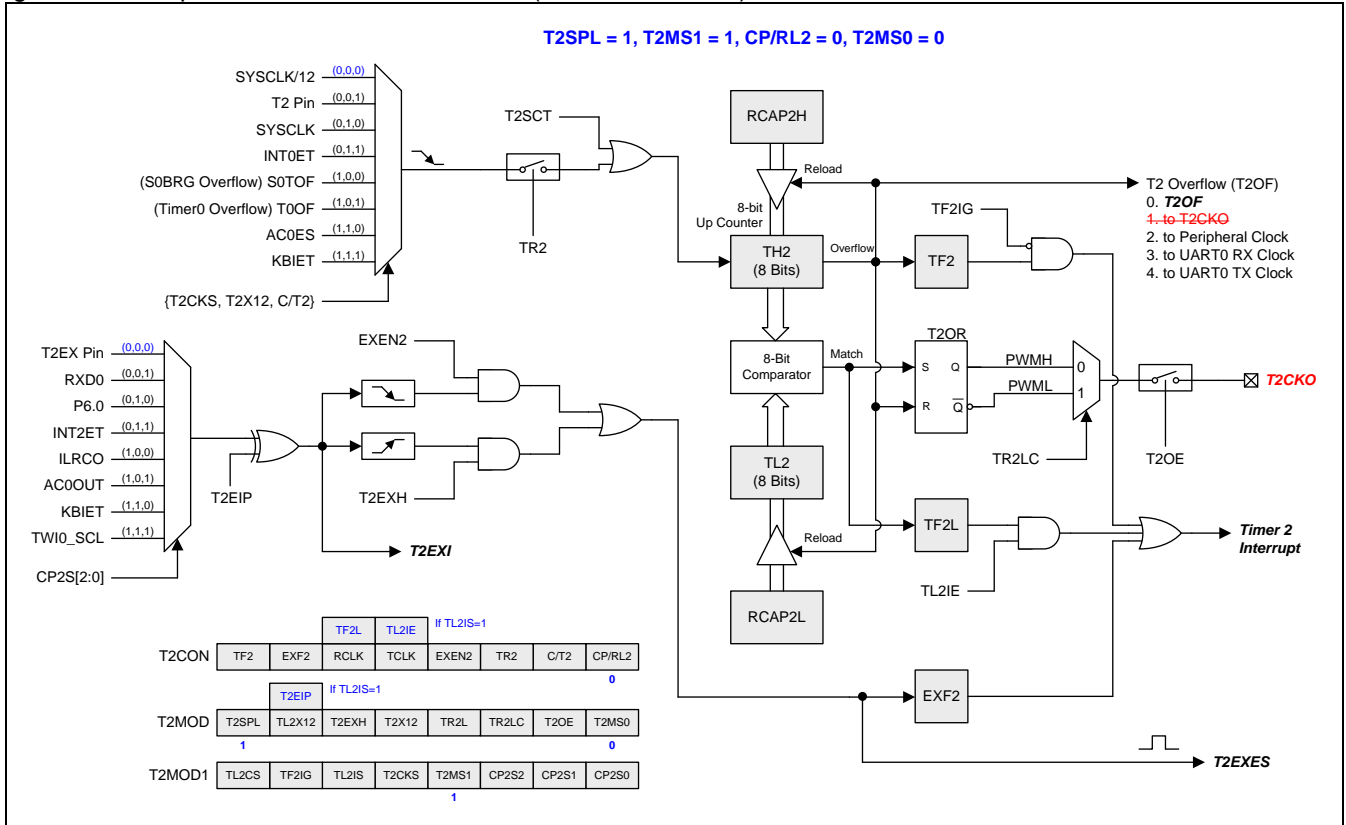 T2SPL = 1, T2MS1 = 1, CP/RL2 = 0, T2MS0 = 0
SYSCLK/12 (0,0,0)
T2 Pin (0,0,1)
SYSCLK (0,1,0)
INT0ET (0,1,1)
(S0BRG Overflow) S0TOF (1,0,0)
(Timer0 Overflow) T0OF (1,0,1)
AC0ES (1,1,0)
KBIET (1,1,1)
{T2CKS, T2X12, C/T2}
TR2
T2SCT
RCAP2H
Reload
8-bit
Up Counter
TH2
(8 Bits)
Overflow
TF2IG
TF2
T2 Overflow (T2OF)
0. T2OF
1. to T2CKO
2. to Peripheral Clock
3. to UART0 RX Clock
4. to UART0 TX Clock
T2EX Pin (0,0,0)
RXD0 (0,0,1)
P6.0 (0,1,0)
INT2ET (0,1,1)
ILRCO (1,0,0)
AC0OUT (1,0,1)
KBIET (1,1,0)
TWI0_SCL (1,1,1)
CP2S[2:0]
T2EIP
EXEN2
T2EXH
T2EXI
8-Bit
Comparator
Match
T2OR
S Q
R Q
PWMH
PWML
0
1
TR2LC
T2OE
T2CKO
TL2
(8 Bits)
Reload
RCAP2L
TF2L
TL2IE
Timer 2
Interrupt
EXF2
T2EXES
TF2L TL2IE If TL2IS=1
T2CON TF2 EXF2 RCLK TCLK EXEN2 TR2 C/T2 CP/RL2
0
T2EIP If TL2IS=1
T2MOD T2SPL TL2X12 T2EXH T2X12 TR2L TR2LC T2OE T2MS0
1 0
T2MOD1 TL2CS TF2IG TL2IS T2CKS T2MS1 CP2S2 CP2S1 CP2S0
1